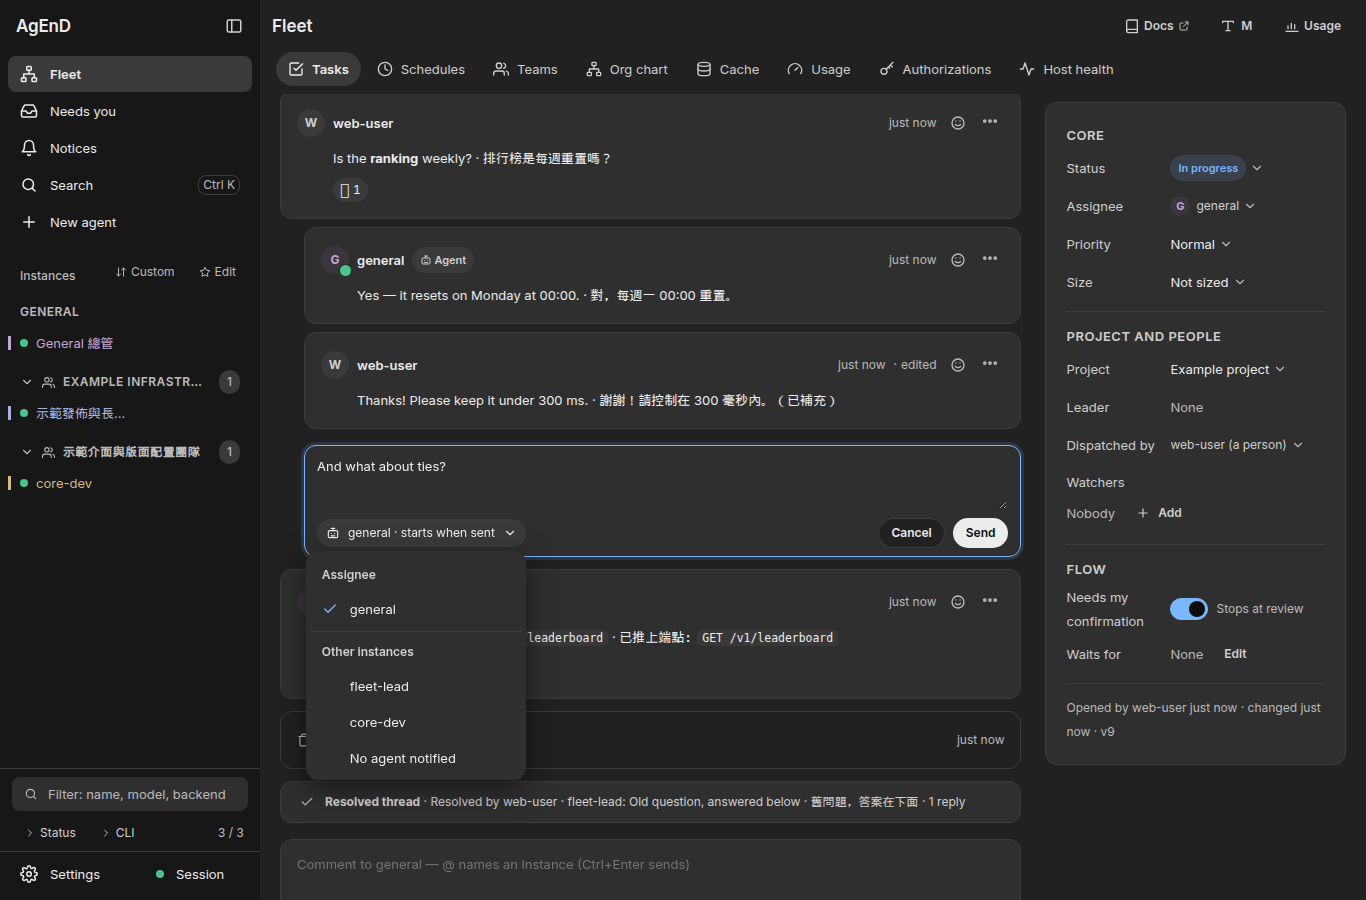 AgEnD
Fleet
Needs you
Notices
Search
Ctrl K
New agent
Instances
Custom
Edit
GENERAL
General 總管
EXAMPLE INFRASTR...
1
示範發佈與長...
示範介面與版面配置團隊
1
core-dev
Filter: name, model, backend
Status
CLI
3 / 3
Settings
Session
Fleet
Docs
M
Usage
Tasks
Schedules
Teams
Org chart
Cache
Usage
Authorizations
Host health
W
web-user
just now
Is the ranking weekly? · 排行榜是每週重置嗎？
1
G
general
Agent
just now
Yes — it resets on Monday at 00:00. · 對，每週一 00:00 重置。
W
web-user
just now · edited
Thanks! Please keep it under 300 ms. · 謝謝！請控制在 300 毫秒內。（已補充）
And what about ties?
general · starts when sent
Cancel
Send
Assignee
general
Other instances
fleet-lead
core-dev
No agent notified
just now
/leaderboard · 已推上端點： GET /v1/leaderboard
just now
Resolved thread · Resolved by web-user · fleet-lead: Old question, answered below · 舊問題，答案在下面 · 1 reply
Comment to general — @ names an instance (Ctrl+Enter sends)
CORE
Status
In progress
Assignee
G
general
Priority
Normal
Size
Not sized
PROJECT AND PEOPLE
Project
Example project
Leader
None
Dispatched by
web-user (a person)
Watchers
Nobody
Add
FLOW
Needs my
confirmation
Stops at review
Waits for
None
Edit
Opened by web-user just now · changed just
now · v9